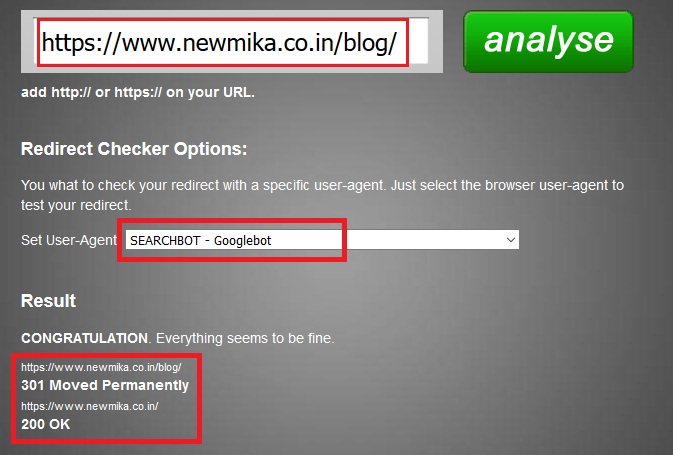 https://www.newmika.co.in/blog/
analyse
add http:// or https:// on your URL.
Redirect Checker Options:
You what to check your redirect with a specific user-agent. Just select the browser user-agent to
test your redirect.
Set User-Agent SEARCHBOT - Googlebot
Result
CONGRATULATION. Everything seems to be fine.
https://www.newmika.co.in/blog/
301 Moved Permanently
https://www.newmika.co.in/
200 OK